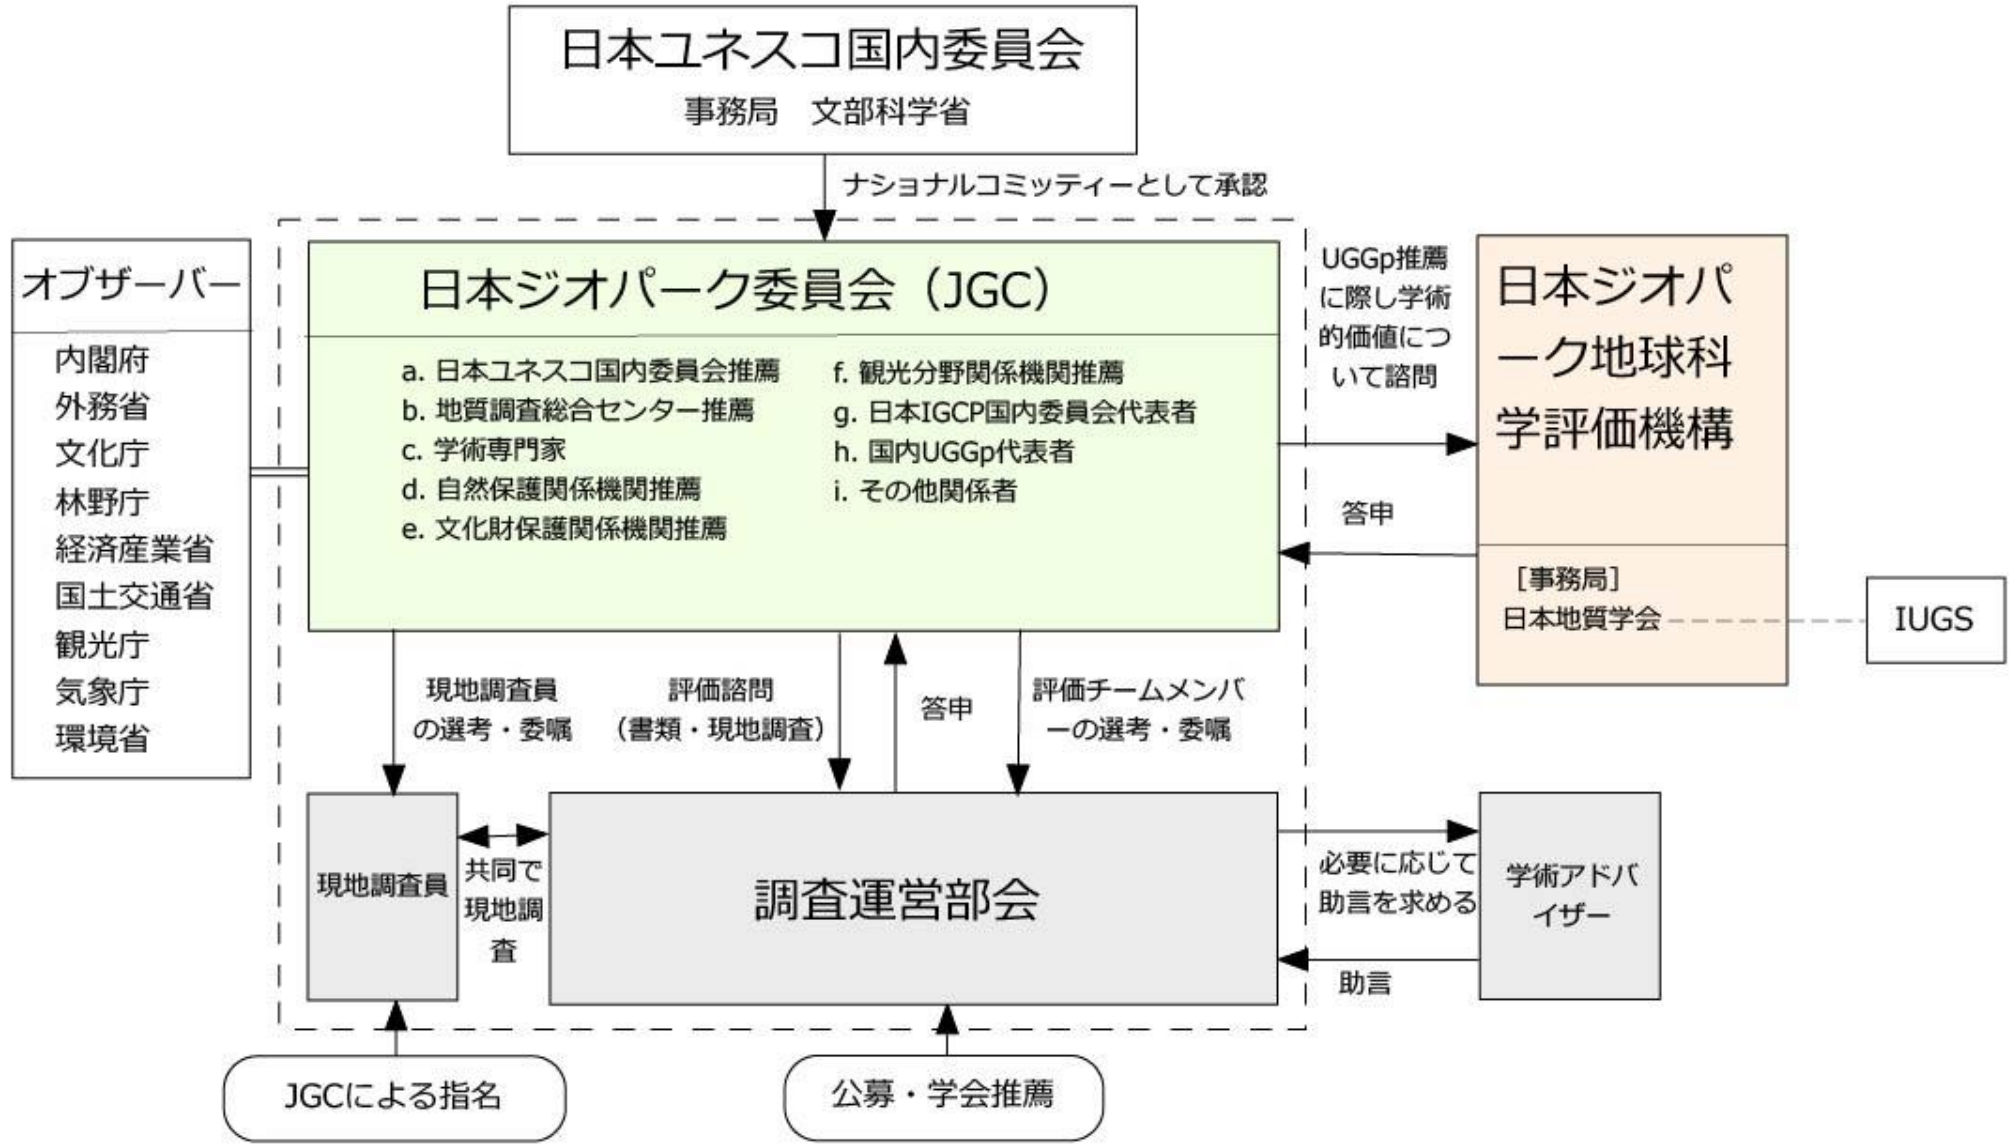 日本ユネスコ国内委員会
事務局　文部科学省
ナショナルコミッティーとして承認
オブザーバー
内閣府
外務省
文化庁
林野庁
経済産業省
国土交通省
観光庁
気象庁
環境省
日本ジオパーク委員会（JGC）
a. 日本ユネスコ国内委員会推薦
b. 地質調査総合センター推薦
c. 学術専門家
d. 自然保護関係機関推薦
e. 文化財保護関係機関推薦
f. 観光分野関係機関推薦
g. 日本IGCP国内委員会代表者
h. 国内UGGp代表者
i. その他関係者
UGGp推薦
に際し学術
的価値につ
いて諮問
答申
日本ジオパ
ーク地球科
学評価機構
［事務局］
日本地質学会
IUGS
現地調査員
の選考・委嘱
評価諮問
（書類・現地調査）
答申
評価チームメンバ
ーの選考・委嘱
現地調査員
共同で
現地調
査
調査運営部会
必要に応じて
助言を求める
助言
学術アドバ
イザー
JGCによる指名
公募・学会推薦